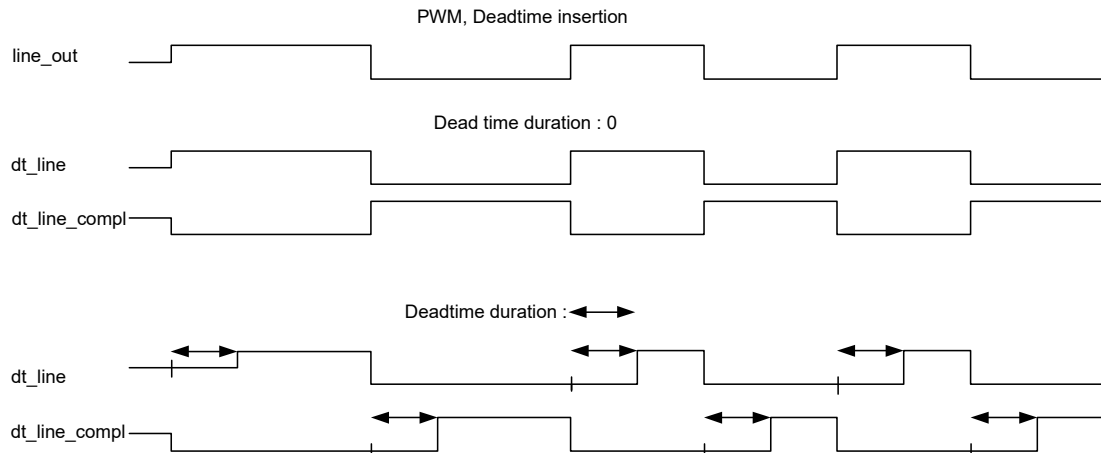 PWM, Deadtime insertion
line_out
Dead time duration : 0
dt_line
dt_line_compl
Deadtime duration :
dt_line
dt_line_compl